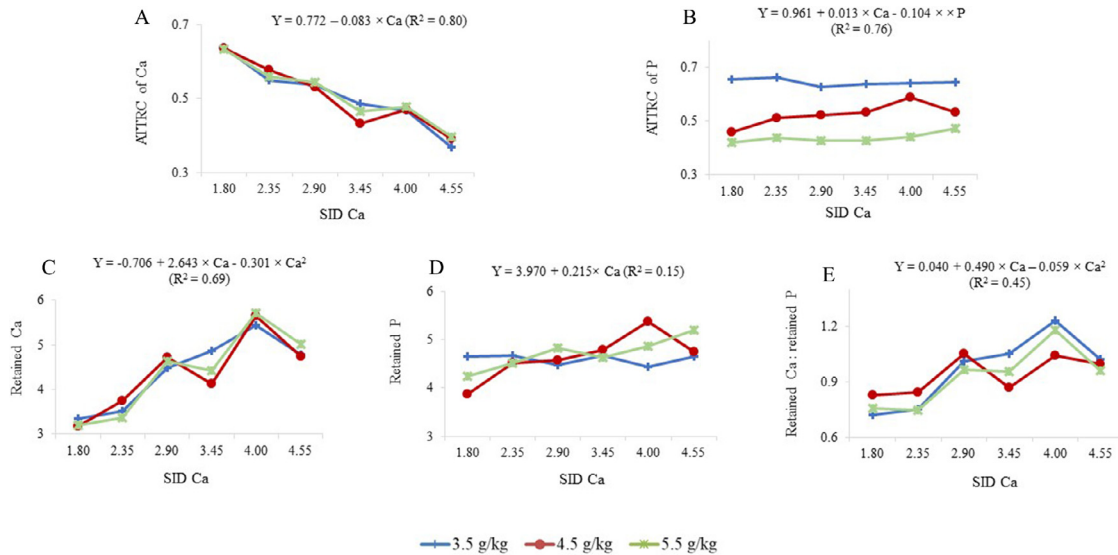 A
Y = 0.772 – 0.083 × Ca (R² = 0.80)
0.7
0.5
0.3
ATTRC of Ca
1.80 2.35 2.90 3.45 4.00 4.55
SID Ca
B
Y = 0.961 + 0.013 × Ca - 0.104 × × P
(R² = 0.76)
0.7
0.5
0.3
ATTRC of P
1.80 2.35 2.90 3.45 4.00 4.55
SID Ca
C
Y = -0.706 + 2.643 × Ca - 0.301 × Ca²
(R² = 0.69)
6
5
4
3
Retained Ca
1.80 2.35 2.90 3.45 4.00 4.55
SID Ca
D
Y = 3.970 + 0.215× Ca (R² = 0.15)
6
5
4
3
Retained P
1.80 2.35 2.90 3.45 4.00 4.55
SID Ca
E
Y = 0.040 + 0.490 × Ca – 0.059 × Ca²
(R² = 0.45)
1.2
0.9
0.6
Retained Ca : retained P
1.80 2.35 2.90 3.45 4.00 4.55
SID Ca
3.5 g/kg 4.5 g/kg 5.5 g/kg